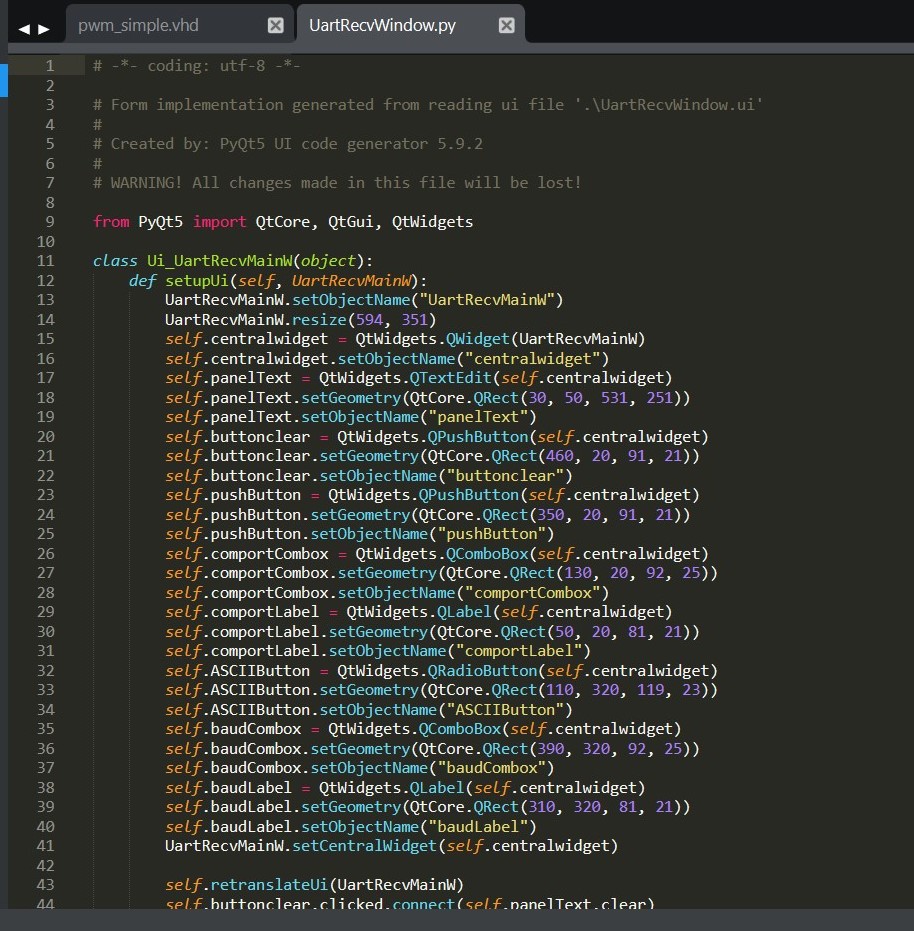 pwm_simple.vhd UartRecvWindow.py
1 # -*- coding: utf-8 -*-
2
3 # Form implementation generated from reading ui file '.\UartRecvWindow.ui'
4 #
5 # Created by: PyQt5 UI code generator 5.9.2
6 #
7 # WARNING! All changes made in this file will be lost!
8
9 from PyQt5 import QtCore, QtGui, QtWidgets
10
11 class Ui_UartRecvMainW(object):
12     def setupUi(self, UartRecvMainW):
13         UartRecvMainW.setObjectName("UartRecvMainW")
14         UartRecvMainW.resize(594, 351)
15         self.centralwidget = QtWidgets.QWidget(UartRecvMainW)
16         self.centralwidget.setObjectName("centralwidget")
17         self.panelText = QtWidgets.QTextEdit(self.centralwidget)
18         self.panelText.setGeometry(QtCore.QRect(30, 50, 531, 251))
19         self.panelText.setObjectName("panelText")
20         self.buttonclear = QtWidgets.QPushButton(self.centralwidget)
21         self.buttonclear.setGeometry(QtCore.QRect(460, 20, 91, 21))
22         self.buttonclear.setObjectName("buttonclear")
23         self.pushButton = QtWidgets.QPushButton(self.centralwidget)
24         self.pushButton.setGeometry(QtCore.QRect(350, 20, 91, 21))
25         self.pushButton.setObjectName("pushButton")
26         self.comportCombox = QtWidgets.QComboBox(self.centralwidget)
27         self.comportCombox.setGeometry(QtCore.QRect(130, 20, 92, 25))
28         self.comportCombox.setObjectName("comportCombox")
29         self.comportLabel = QtWidgets.QLabel(self.centralwidget)
30         self.comportLabel.setGeometry(QtCore.QRect(50, 20, 81, 21))
31         self.comportLabel.setObjectName("comportLabel")
32         self.ASCIIButton = QtWidgets.QRadioButton(self.centralwidget)
33         self.ASCIIButton.setGeometry(QtCore.QRect(110, 320, 119, 23))
34         self.ASCIIButton.setObjectName("ASCIIButton")
35         self.baudCombox = QtWidgets.QComboBox(self.centralwidget)
36         self.baudCombox.setGeometry(QtCore.QRect(390, 320, 92, 25))
37         self.baudCombox.setObjectName("baudCombox")
38         self.baudLabel = QtWidgets.QLabel(self.centralwidget)
39         self.baudLabel.setGeometry(QtCore.QRect(310, 320, 81, 21))
40         self.baudLabel.setObjectName("baudLabel")
41         UartRecvMainW.setCentralWidget(self.centralwidget)
42
43         self.retranslateUi(UartRecvMainW)
44         self.buttonclear.clicked.connect(self.panelText.clear)